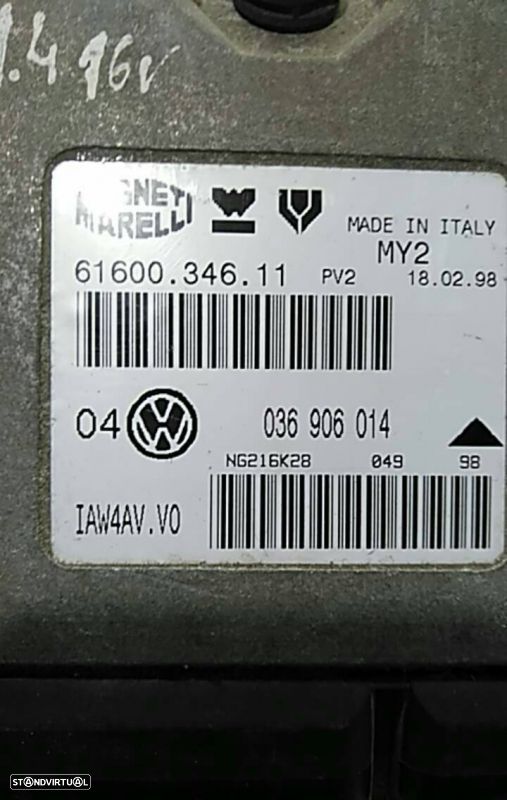 1.4 16v
MAGNETI
MARELLI
MADE IN ITALY
MY2
61600.346.11 PV2 18.02.98
04 VW 036 906 014
NG216K28 049 98
IAW4AV.V0
STANDVIRTUAL